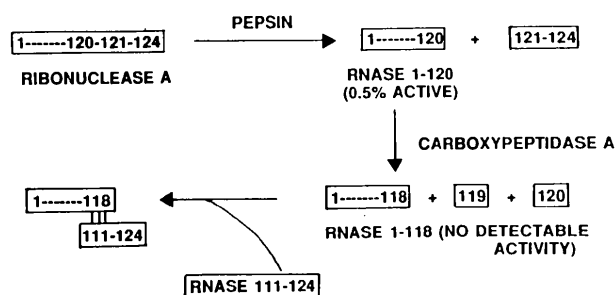 PEPSIN
1-------120-121-124
1-------120 + 121-124
RIBONUCLEASE A
RNASE 1-120
(0.5% ACTIVE)
CARBOXYPEPTIDASE A
1-------118
111-124
1-------118 + 119 + 120
RNASE 1-118 (NO DETECTABLE
ACTIVITY)
RNASE 111-124